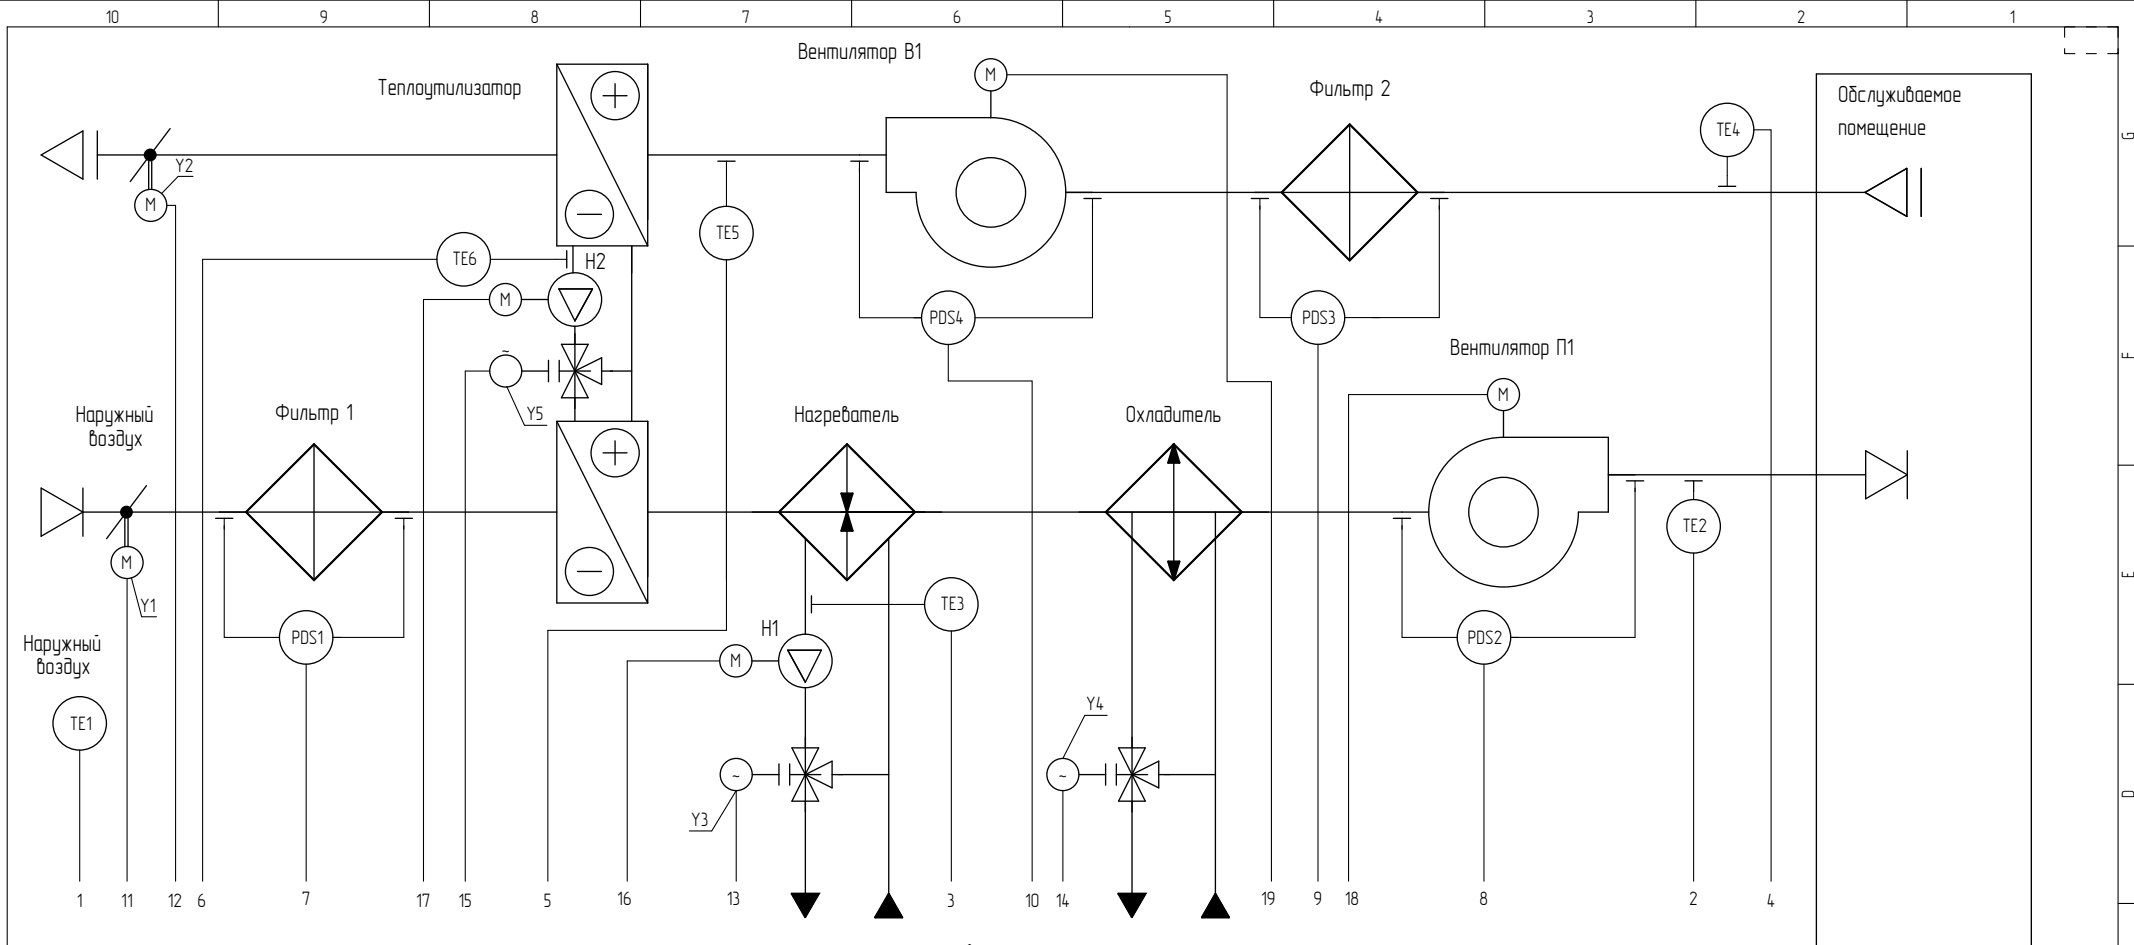 10 9 8 7 6 5 4 3 2 1
Вентилятор В1
Теплоутилизатор
М
Фильтр 2
Обслуживаемое
помещение
TE4
G
Y2
М
TE5
TE6
Н2
М
PDS4
PDS3
Вентилятор П1
F
~
Y5
М
Наружный
воздух
Фильтр 1
Нагреватель
Охладитель
TE2
М
Y1
E
TE3
PDS1
Н1
PDS2
Наружный
воздух
М
TE1
Y4
~
~
Y3
D
1 11 12 6 7 17 15 5 16 13 3 10 14 19 9 18 8 2 4